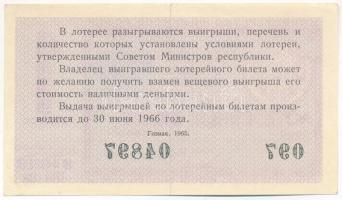 В лотерее разыгрываются выигрыши, перечень и
количество которых установлены условиями лотереи,
утвержденными Советом Министров республики.
Владелец выигравшего лотерейного билета может
по желанию получить взамен вещевого выигрыша его
стоимость наличными деньгами.
Выдача выигрышей по лотерейным билетам произ-
водится до 30 июня 1966 года.
Гознак. 1965.
04897 097